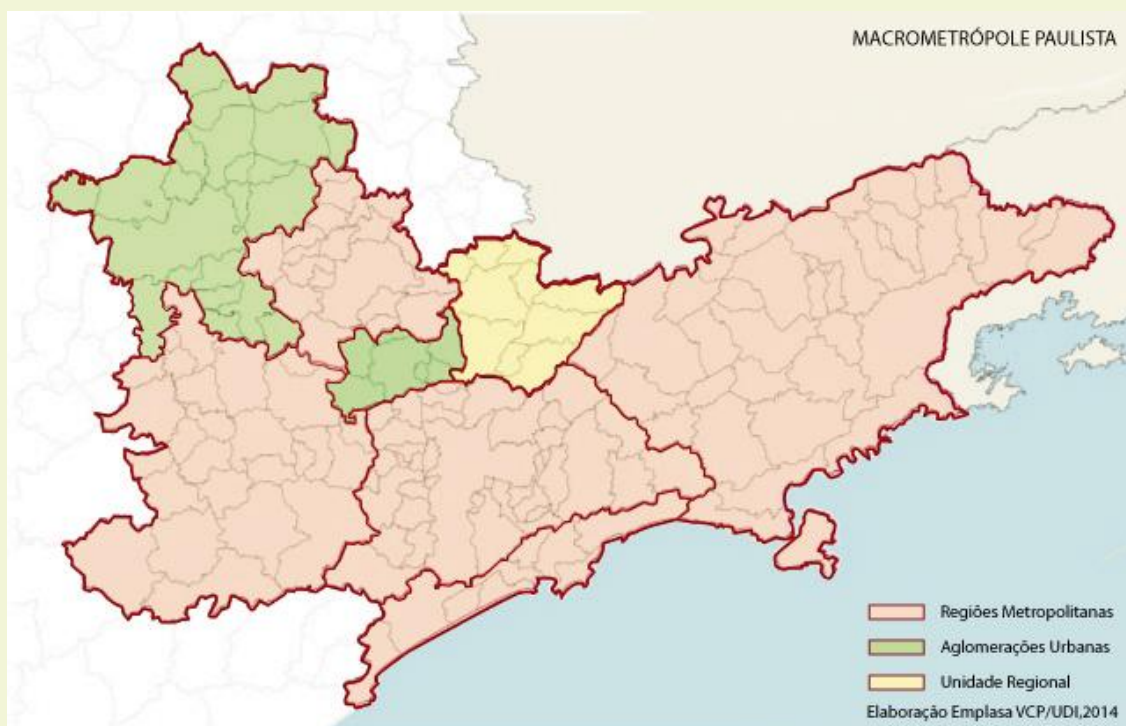 MACROMETRÓPOLE PAULISTA
Regiões Metropolitanas
Aglomerações Urbanas
Unidade Regional
Elaboração Emplasa VCP/UDI,2014